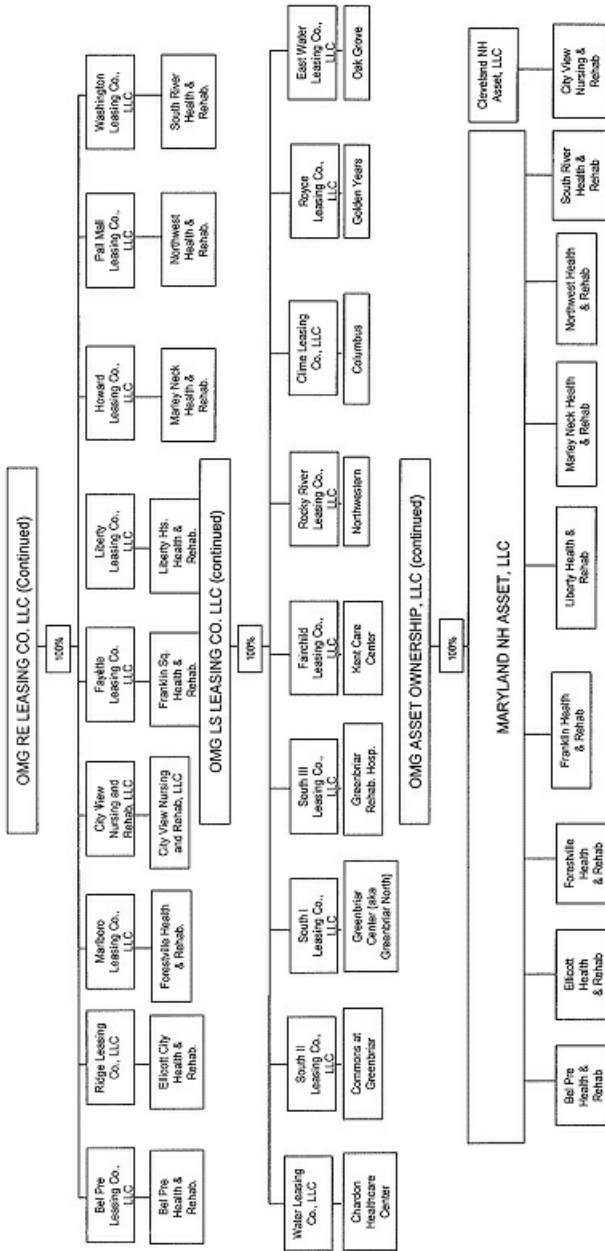 OMG RE LEASING CO. LLC (Continued)
100%
Bel Pre
Leasing Co.,
LLC
Bel Pre
Health &
Rehab.
Ridge Leasing
Co., LLC
Ellicott City
Health &
Rehab.
Marlboro
Leasing Co.,
LLC
Forestville Health
& Rehab.
City View
Nursing and
Rehab, LLC
City View Nursing
and Rehab, LLC
Fayette
Leasing Co.
LLC
Franklin Sq.
Health &
Rehab.
Liberty
Leasing Co.,
LLC
Liberty Hts.
Health &
Rehab.
Howard
Leasing Co.,
LLC
Marley Neck
Health &
Rehab.
Pall Mall
Leasing Co.,
LLC
Northwest
Health &
Rehab.
Washington
Leasing Co.,
LLC
South River
Health &
Rehab.
OMG LS LEASING CO. LLC (continued)
100%
Water Leasing
Co., LLC
Chardon
Healthcare
Center
South II
Leasing Co.,
LLC
Commons at
Greenbriar
South I
Leasing Co.,
LLC
Greenbriar
Center (aka
Greenbriar North)
South III
Leasing Co.,
LLC
Greenbriar
Rehab. Hosp.
Fairchild
Leasing Co.,
LLC
Kent Care
Center
Rocky River
Leasing Co.,
LLC
Northwestern
Clime Leasing
Co., LLC
Columbus
Royce
Leasing Co.,
LLC
Golden Years
East Water
Leasing Co.,
LLC
Oak Grove
OMG ASSET OWNERSHIP, LLC (continued)
100%
MARYLAND NH ASSET, LLC
Cleveland NH
Asset, LLC
Bel Pre
Health &
Rehab
Ellicott
Health
& Rehab
Forestville
Health
& Rehab
Franklin Health
& Rehab
Liberty Health &
Rehab
Marley Neck Health
& Rehab
Northwest Health
& Rehab
South River
Health &
Rehab
City View
Nursing &
Rehab